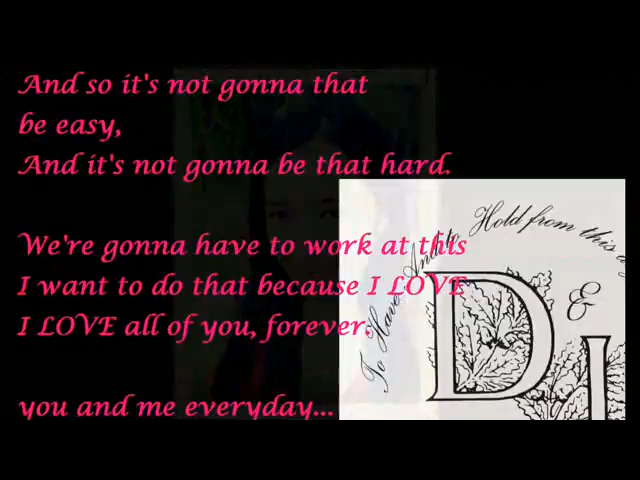 And so it's not gonna that
be easy,
And it's not gonna be that hard.
We're gonna have to work at this
I want to do that because I LOVE
I LOVE all of you, forever.
you and me everyday...
To Have And to Hold from this
D
&